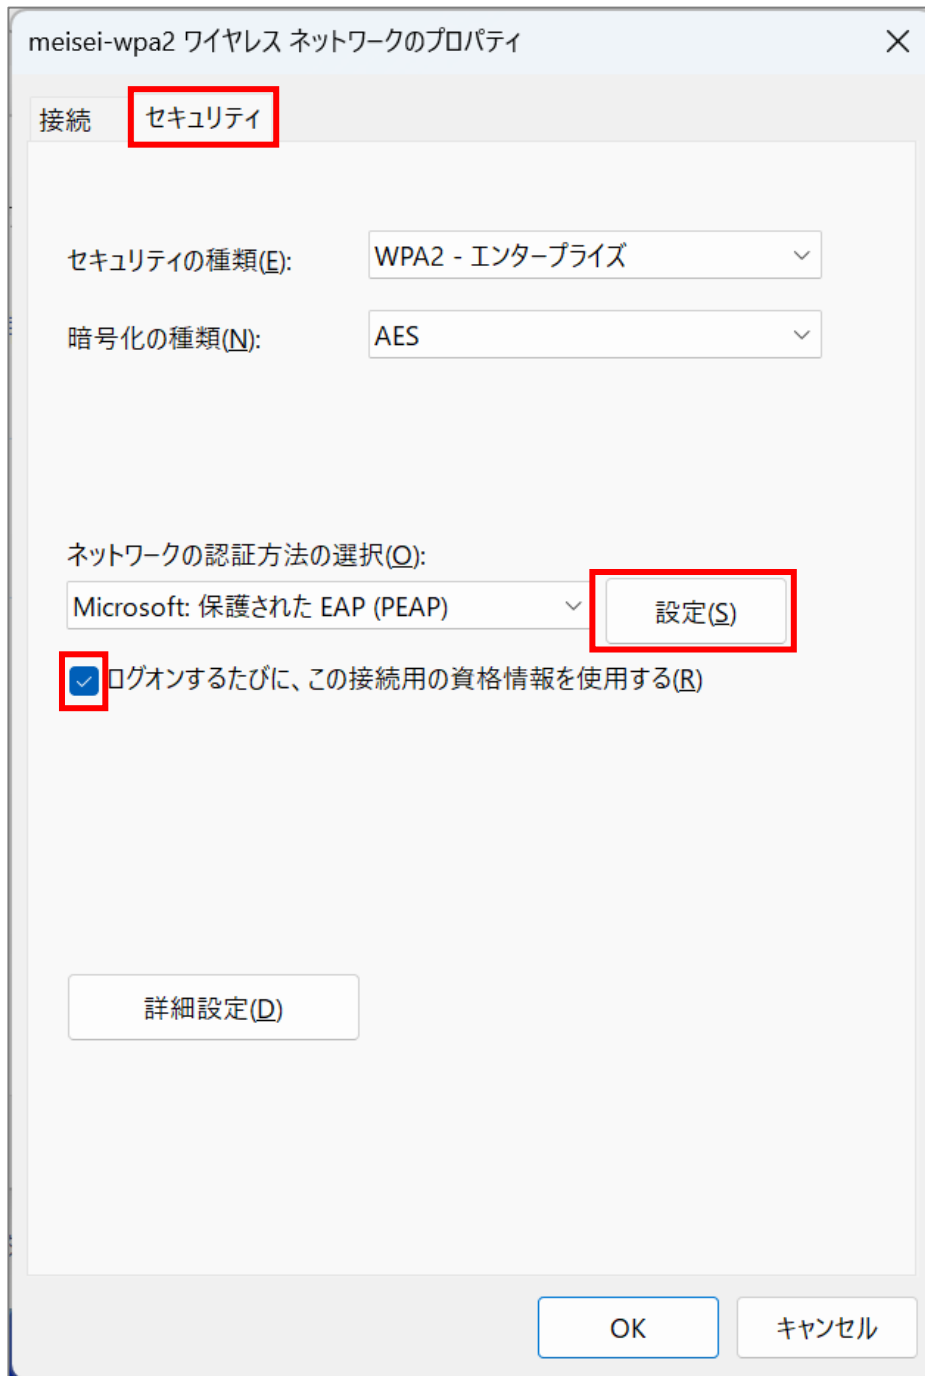 meisei-wpa2 ワイヤレス ネットワークのプロパティ
接続 セキュリティ
セキュリティの種類(E): WPA2 - エンタープライズ
暗号化の種類(N): AES
ネットワークの認証方法の選択(O):
Microsoft: 保護された EAP (PEAP) 設定(S)
ログオンするたびに、この接続用の資格情報を使用する(R)
詳細設定(D)
OK キャンセル